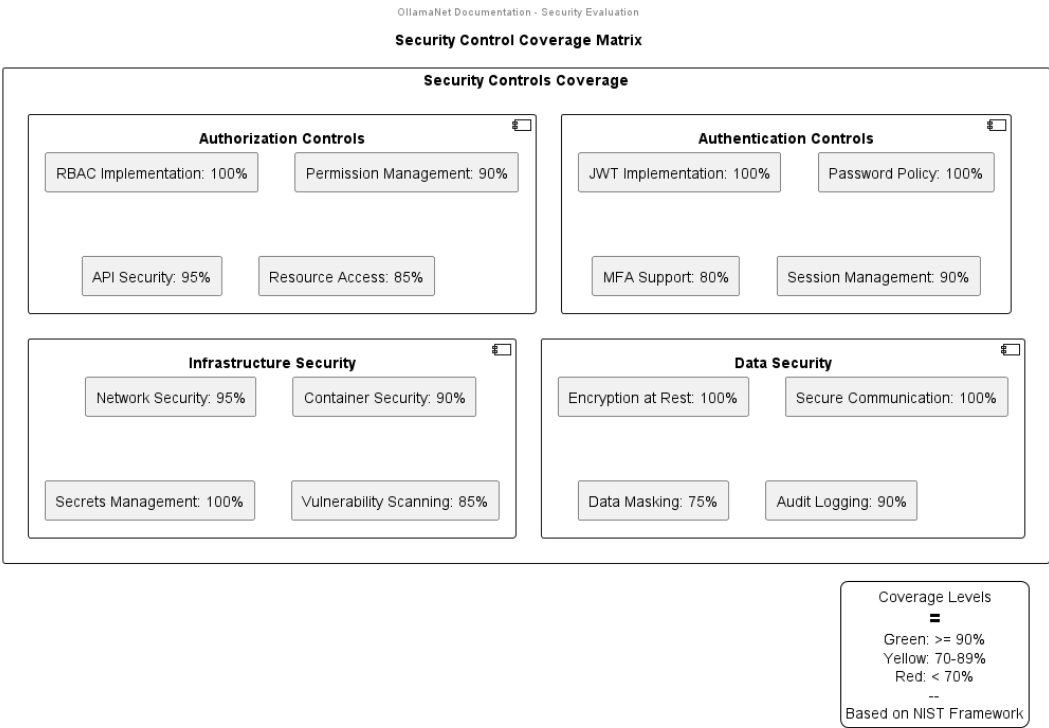 OllamaNet Documentation - Security Evaluation
Security Control Coverage Matrix
Security Controls Coverage
Authorization Controls
RBAC Implementation: 100%
Permission Management: 90%
API Security: 95%
Resource Access: 85%
Authentication Controls
JWT Implementation: 100%
Password Policy: 100%
MFA Support: 80%
Session Management: 90%
Infrastructure Security
Network Security: 95%
Container Security: 90%
Secrets Management: 100%
Vulnerability Scanning: 85%
Data Security
Encryption at Rest: 100%
Secure Communication: 100%
Data Masking: 75%
Audit Logging: 90%
Coverage Levels
=
Green: >= 90%
Yellow: 70-89%
Red: < 70%
--
Based on NIST Framework